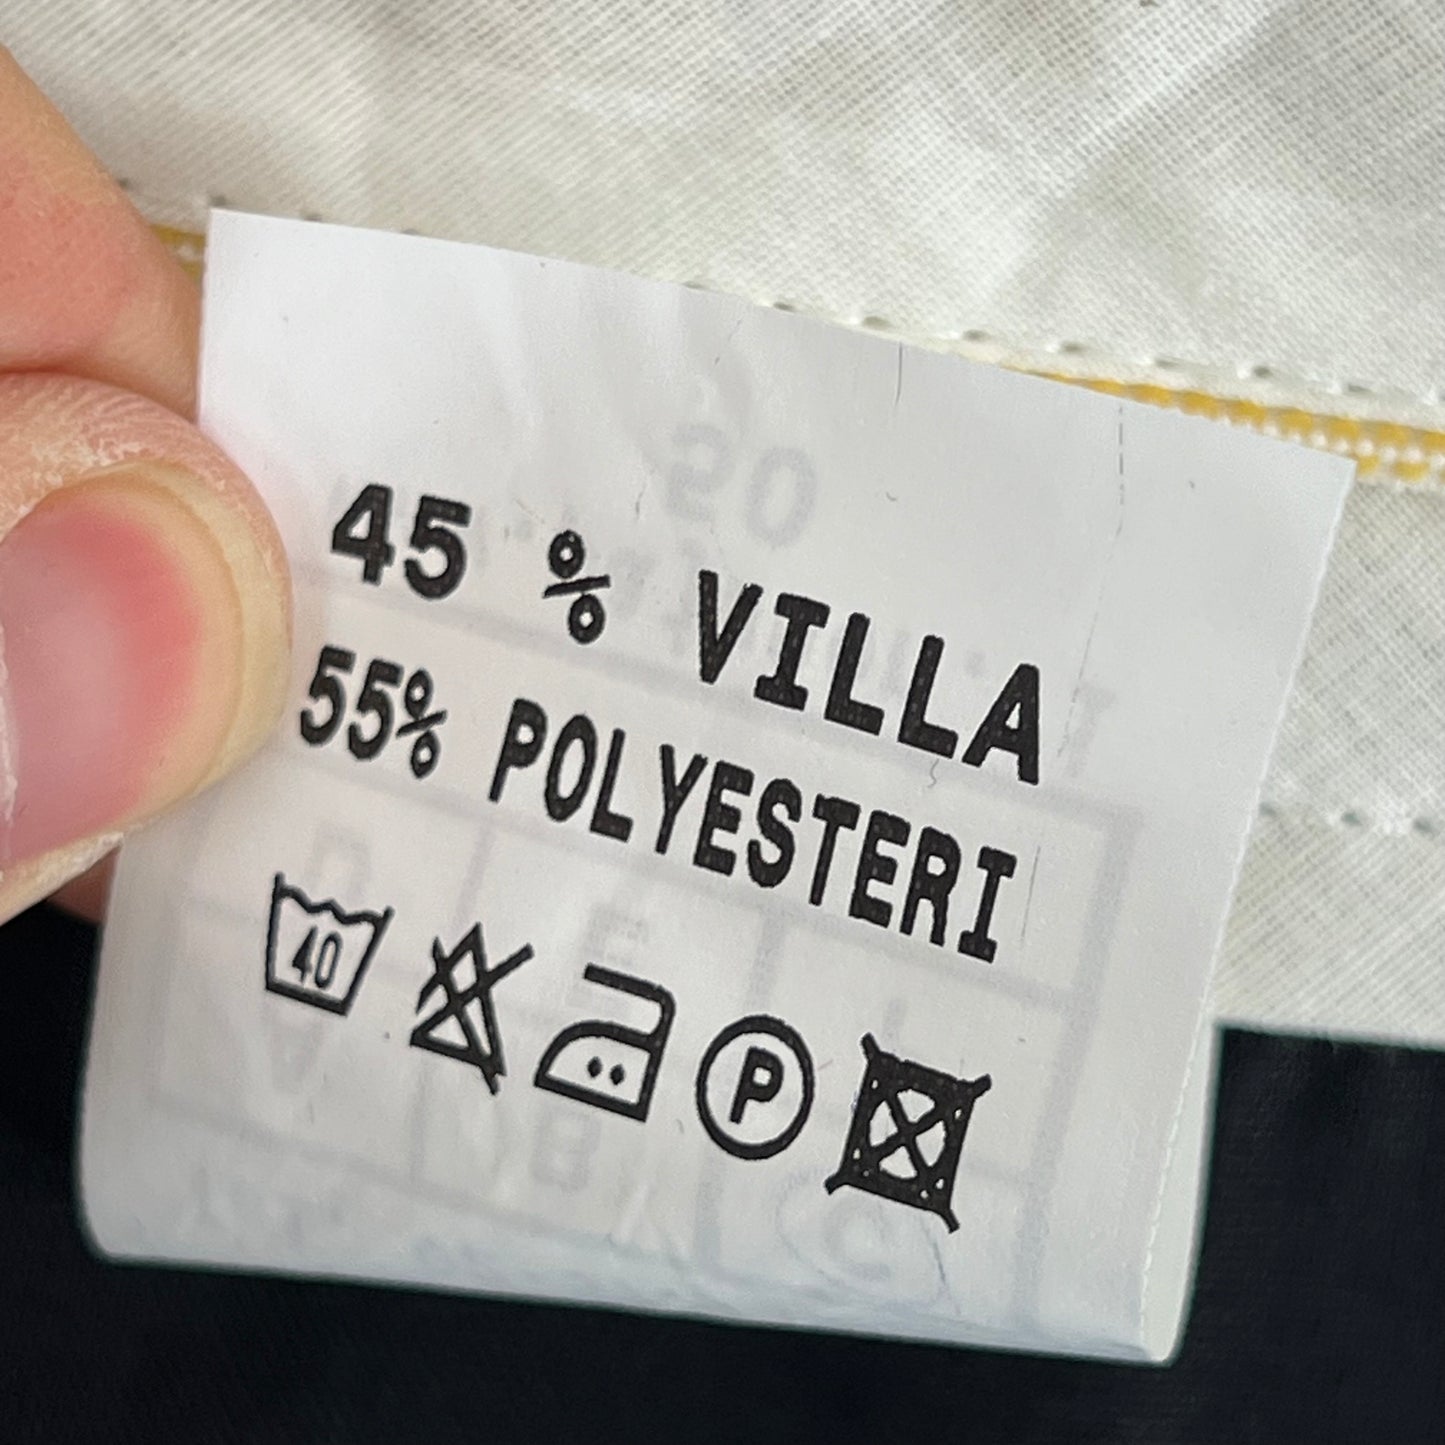 45 % VILLA
55% POLYESTERI
40 P